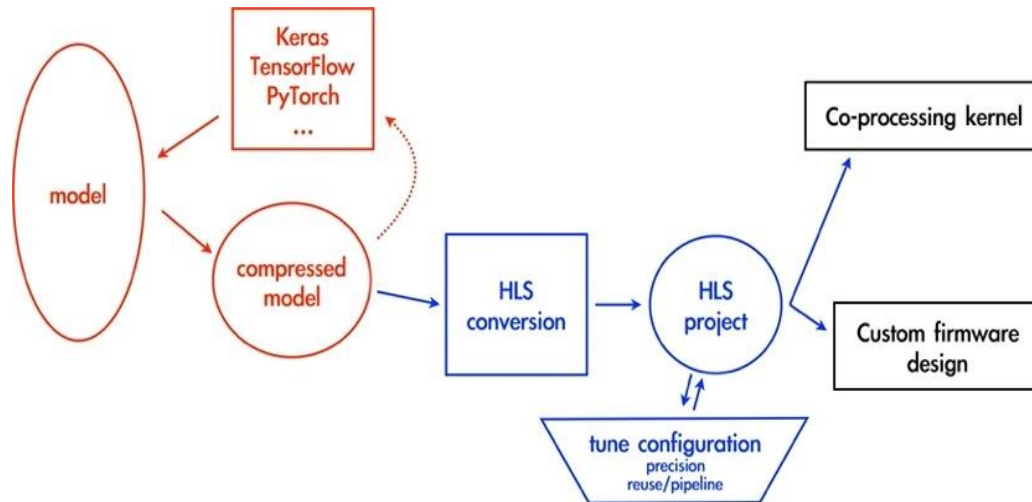 Keras
TensorFlow
PyTorch
...
model
compressed
model
HLS
conversion
HLS
project
tune configuration
precision
reuse/pipeline
Co-processing kernel
Custom firmware
design